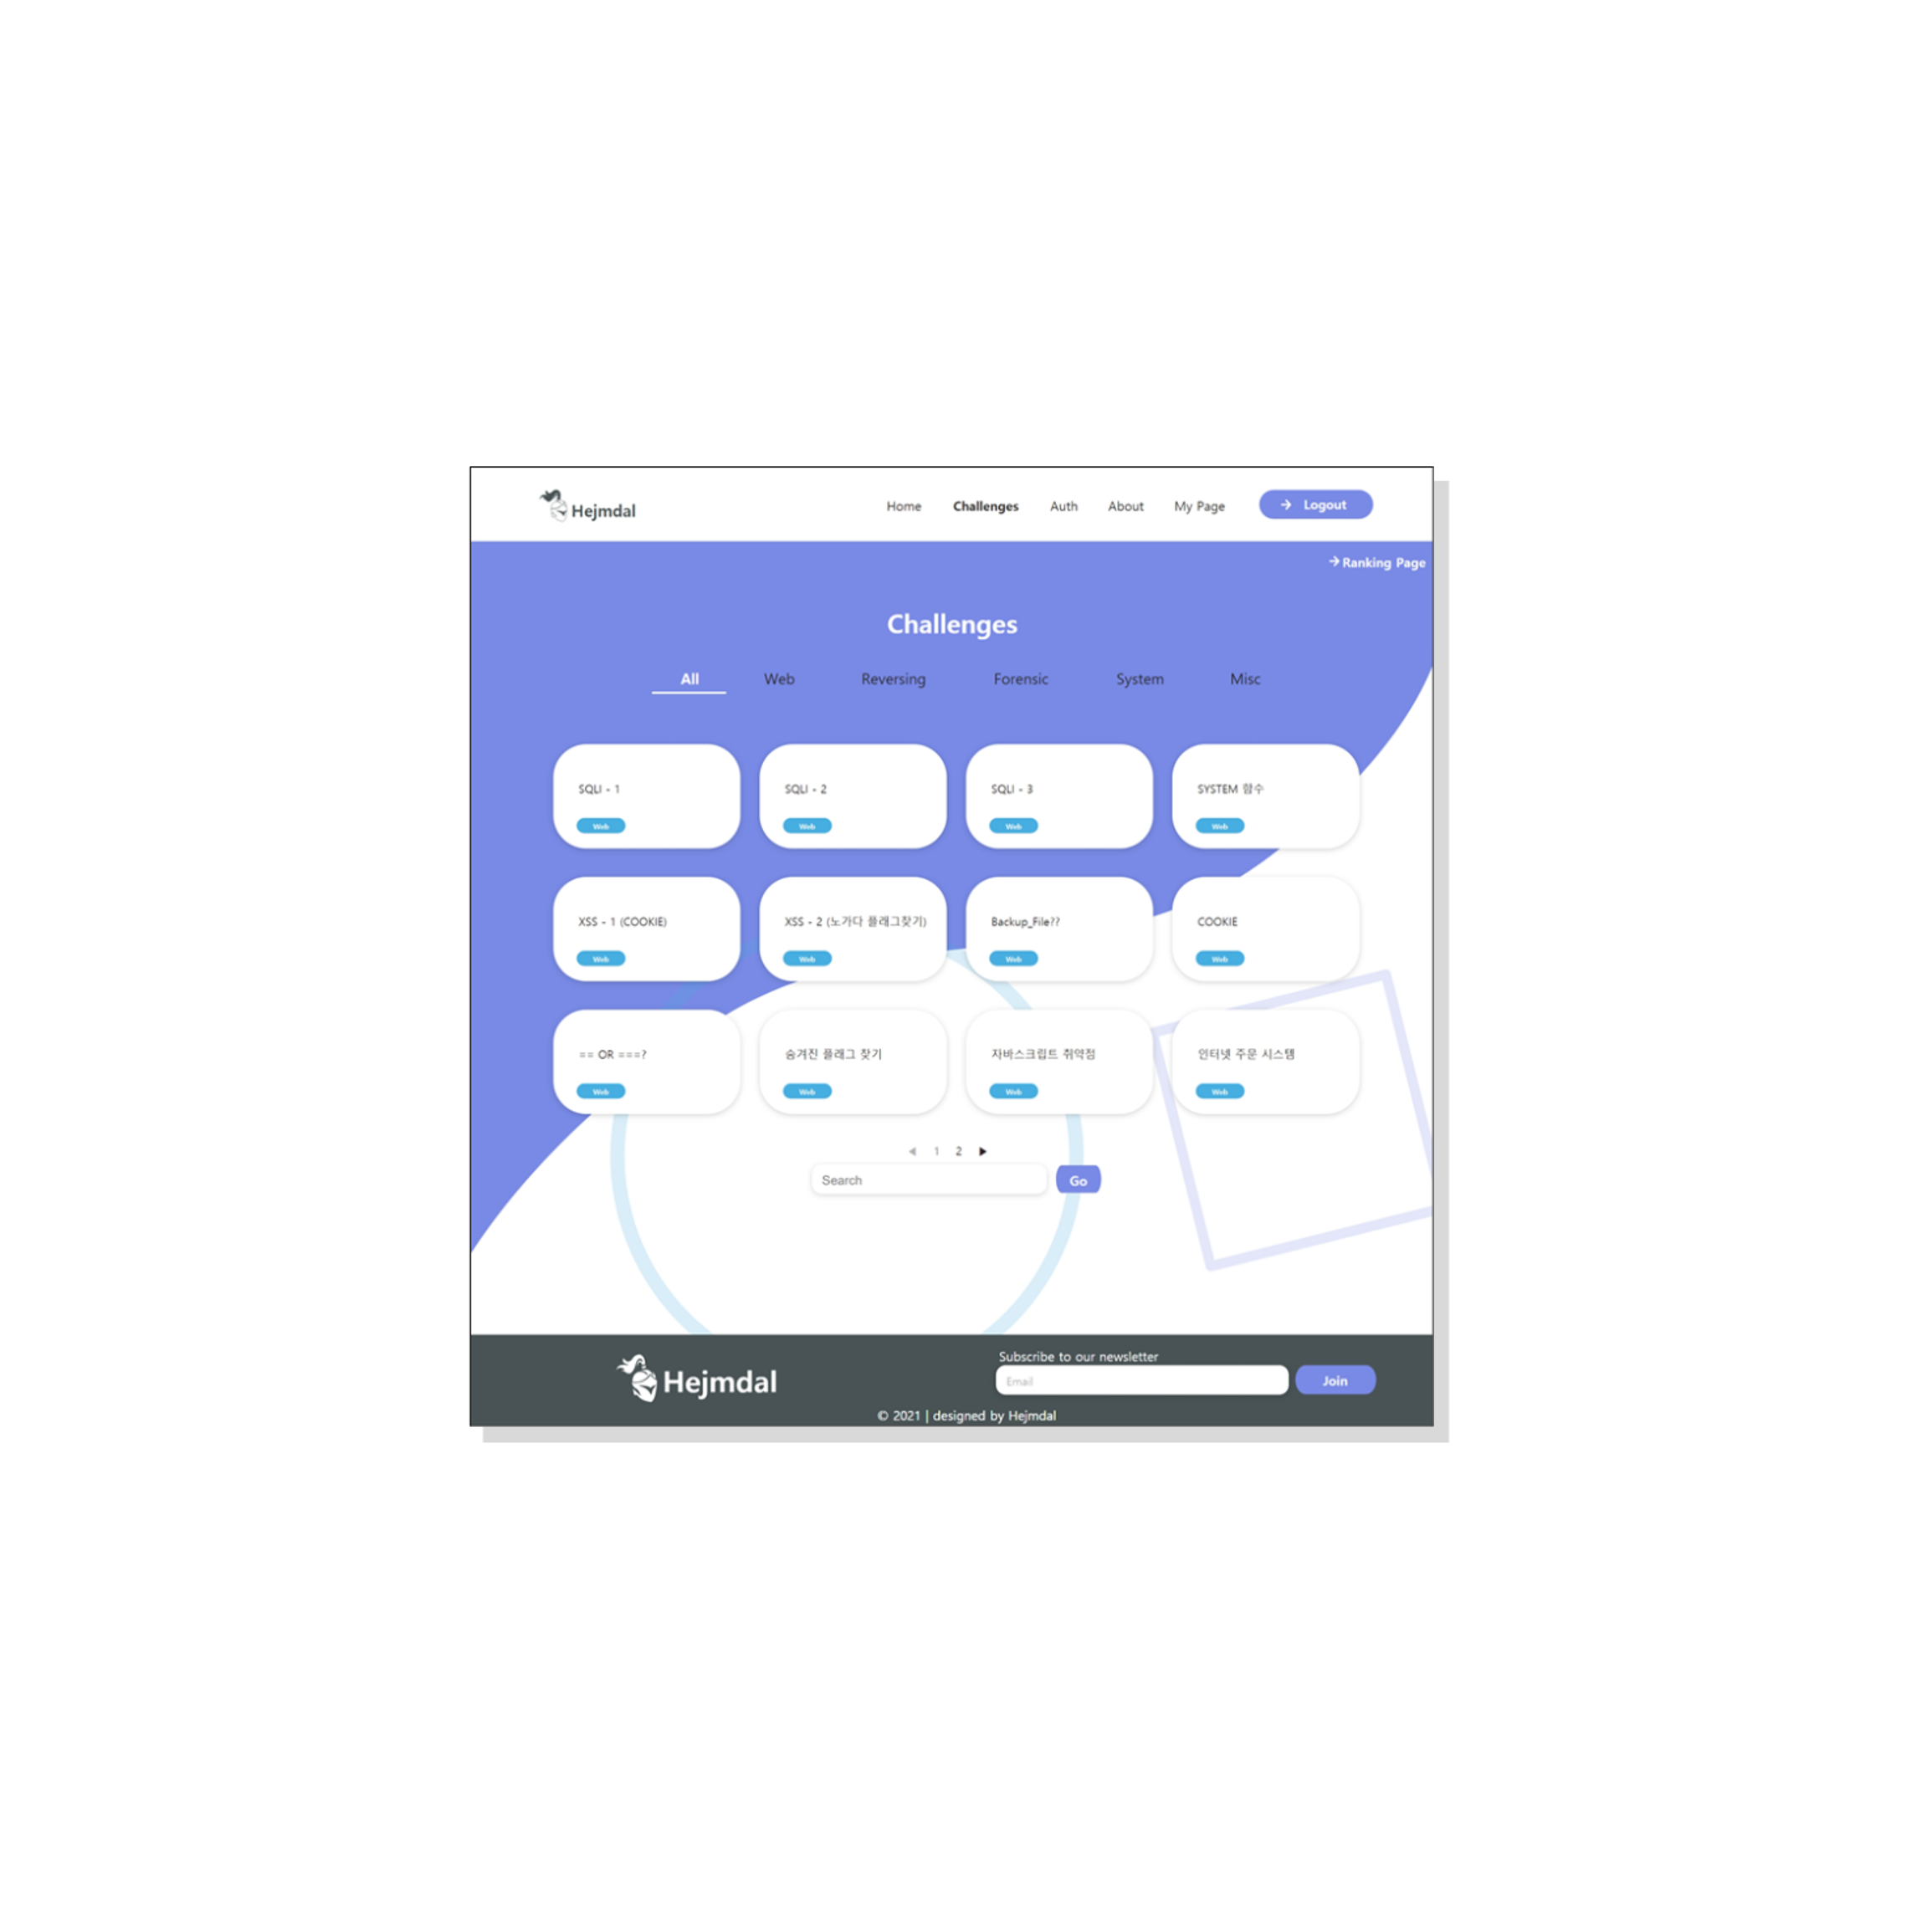 Hejmdal
Home Challenges Auth About My Page → Logout
→ Ranking Page
Challenges
All Web Reversing Forensic System Misc
SQLI - 1 SQLI - 2 SQLI - 3 SYSTEM 함수
Web Web Web Web
XSS - 1 (COOKIE) XSS - 2 (노가다 플래그찾기) Backup_File?? COOKIE
Web Web Web Web
== OR ===? 숨겨진 플래그 찾기 자바스크립트 취약점 인터넷 주문 시스템
Web Web Web Web
◀ 1 2 ▶
Search Go
Subscribe to our newsletter
Hejmdal Email Join
© 2021 | designed by Hejmdal